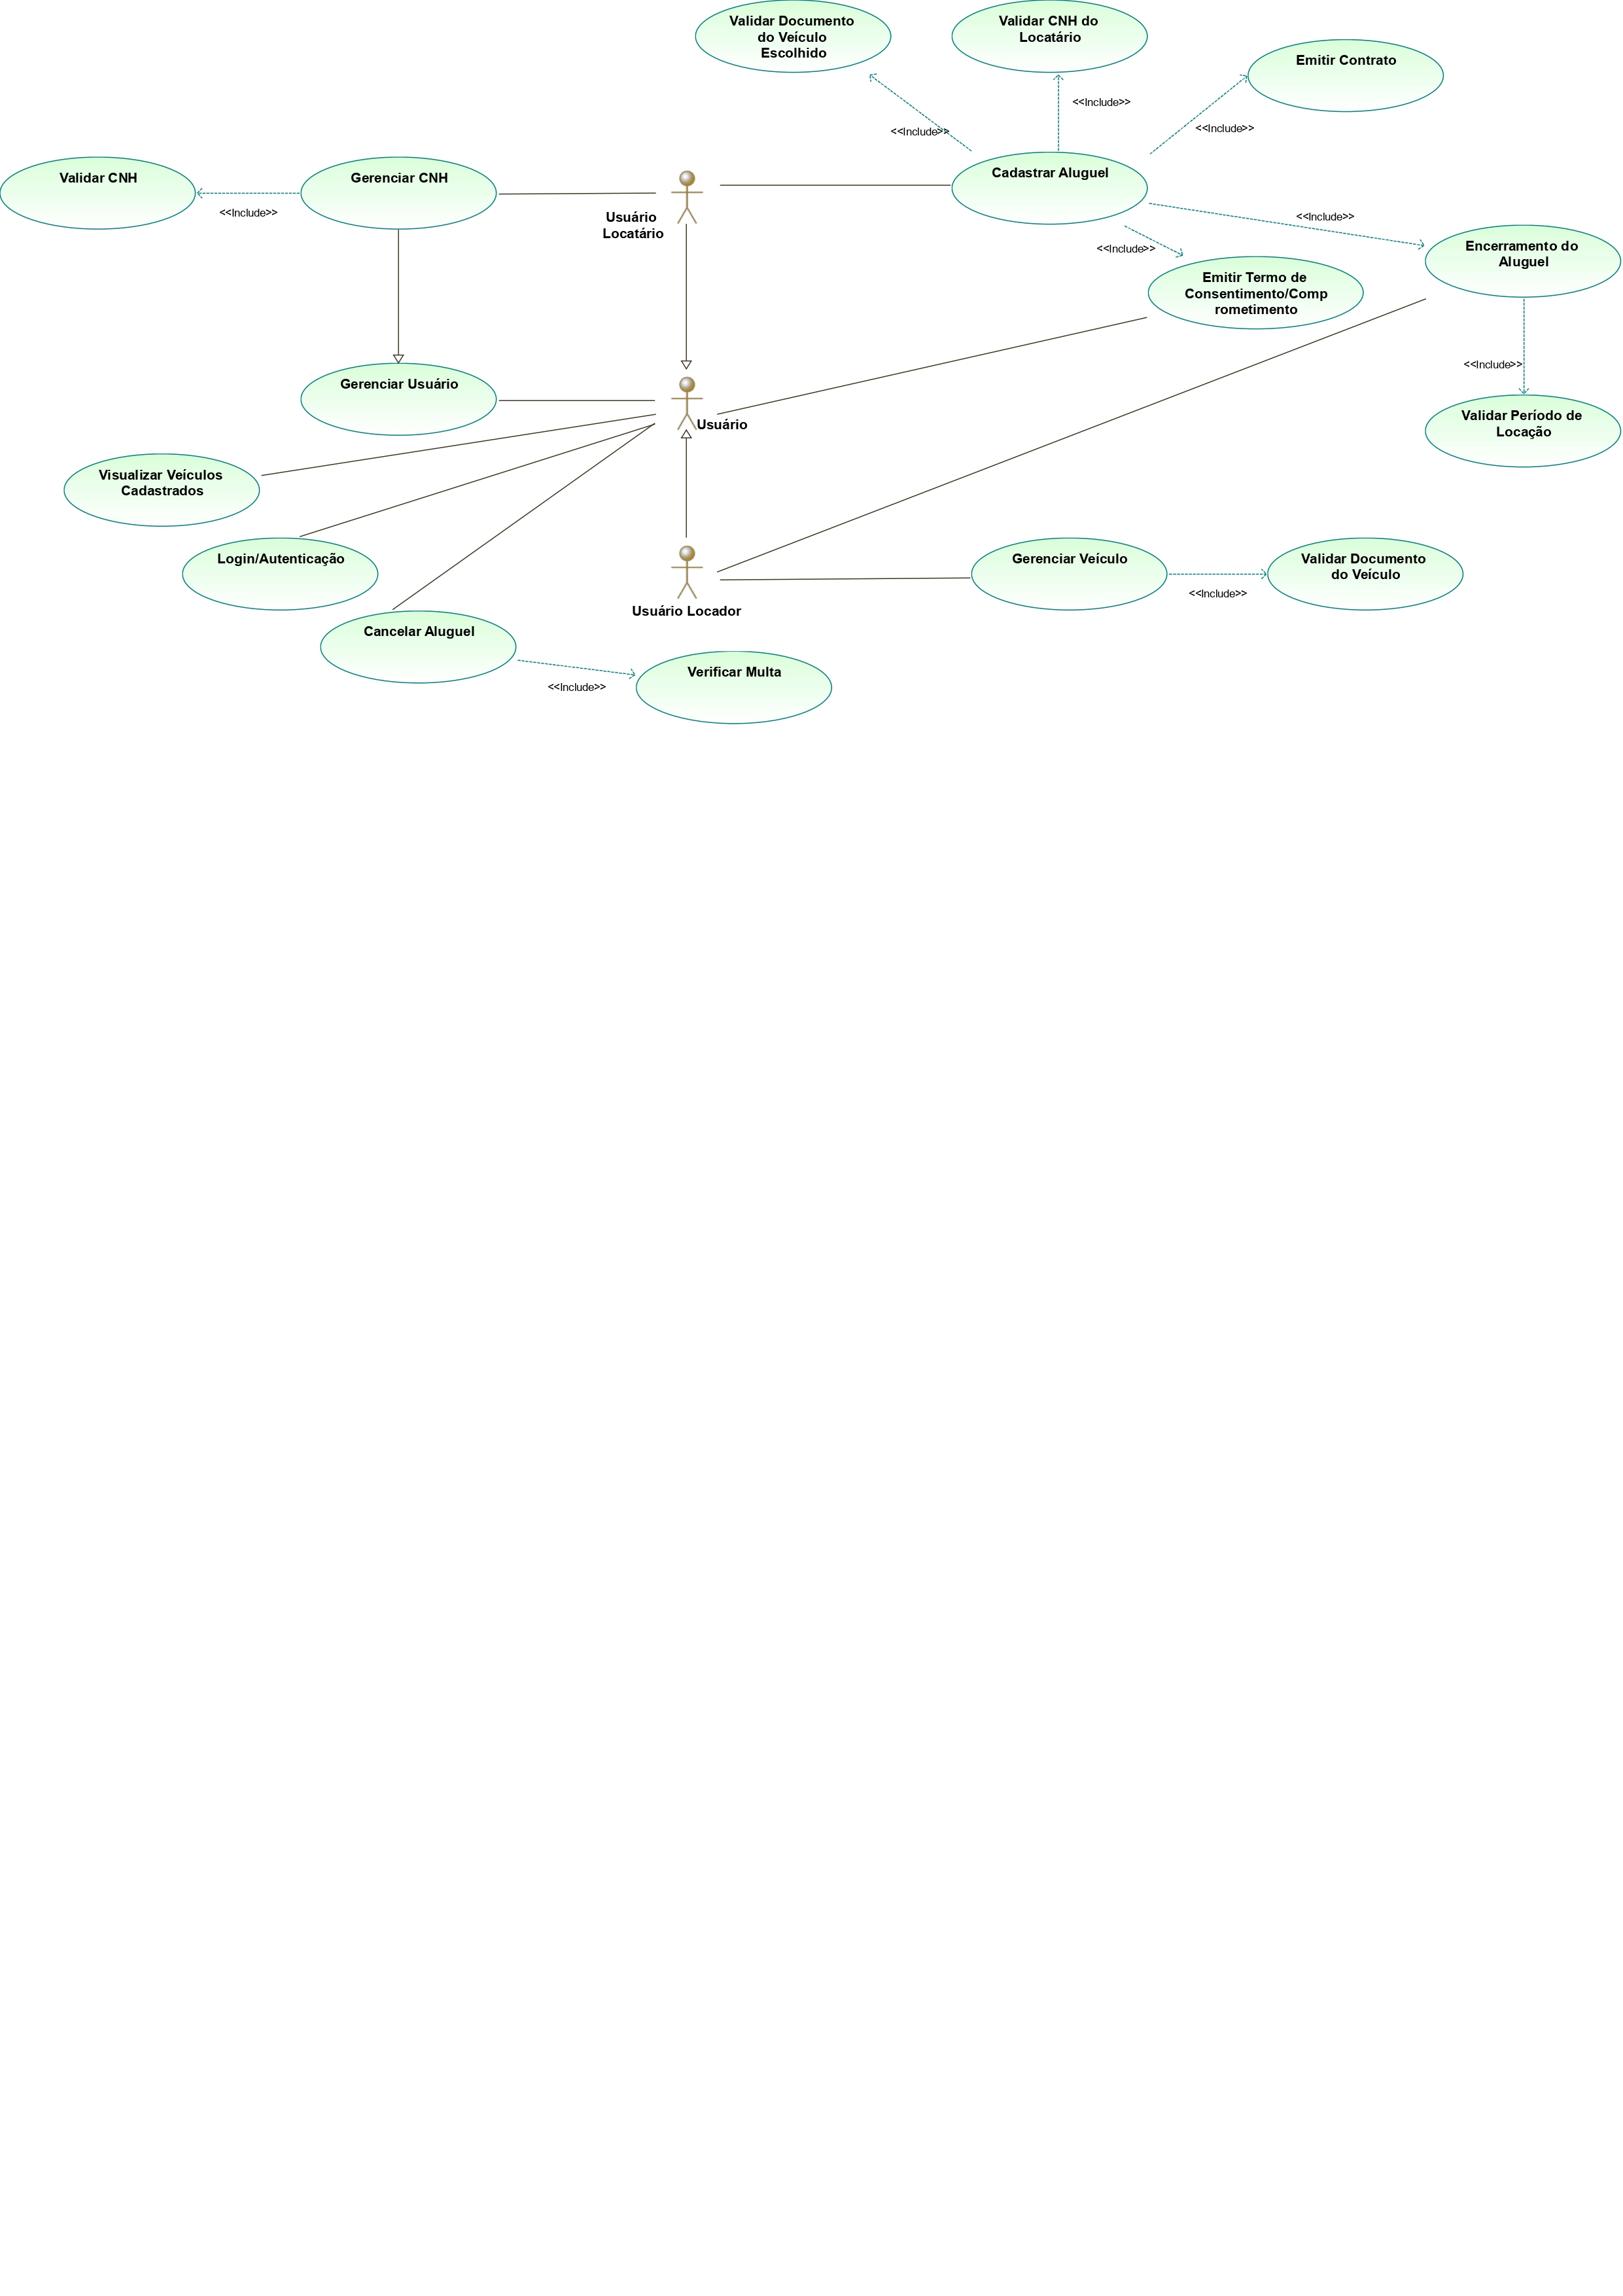 Validar Documento
do Veículo
Escolhido
Validar CNH do
Locatário
Emitir Contrato
<<Include>>
<<Include>>
<<Include>>
Validar CNH
Gerenciar CNH
Cadastrar Aluguel
<<Include>>
Usuário
Locatário
<<Include>>
<<Include>>
Encerramento do
Aluguel
Emitir Termo de
Consentimento/Comp
rometimento
<<Include>>
Gerenciar Usuário
Usuário
Validar Período de
Locação
Visualizar Veículos
Cadastrados
Login/Autenticação
Gerenciar Veículo
Validar Documento
do Veículo
<<Include>>
Usuário Locador
Cancelar Aluguel
<<Include>>
Verificar Multa